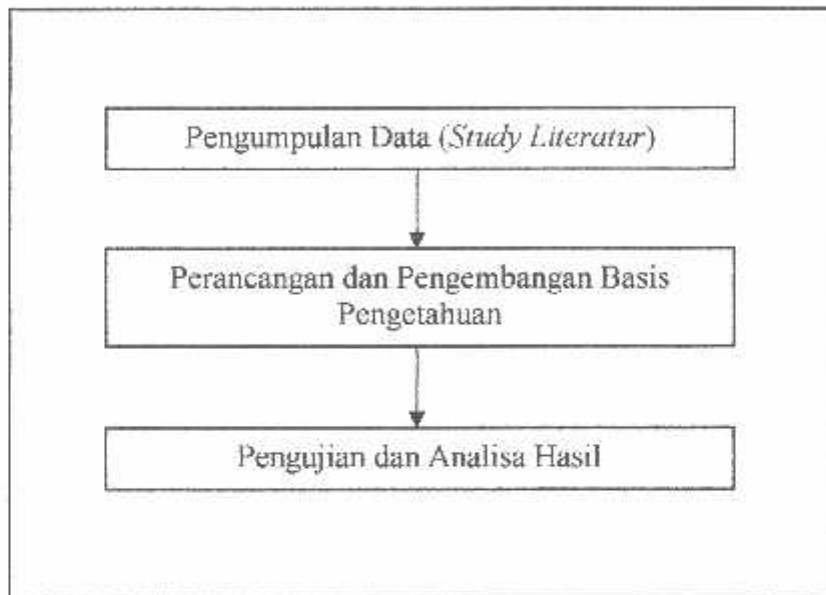 Pengumpulan Data (Study Literatur)
Perancangan dan Pengembangan Basis
Pengetahuan
Pengujian dan Analisa Hasil